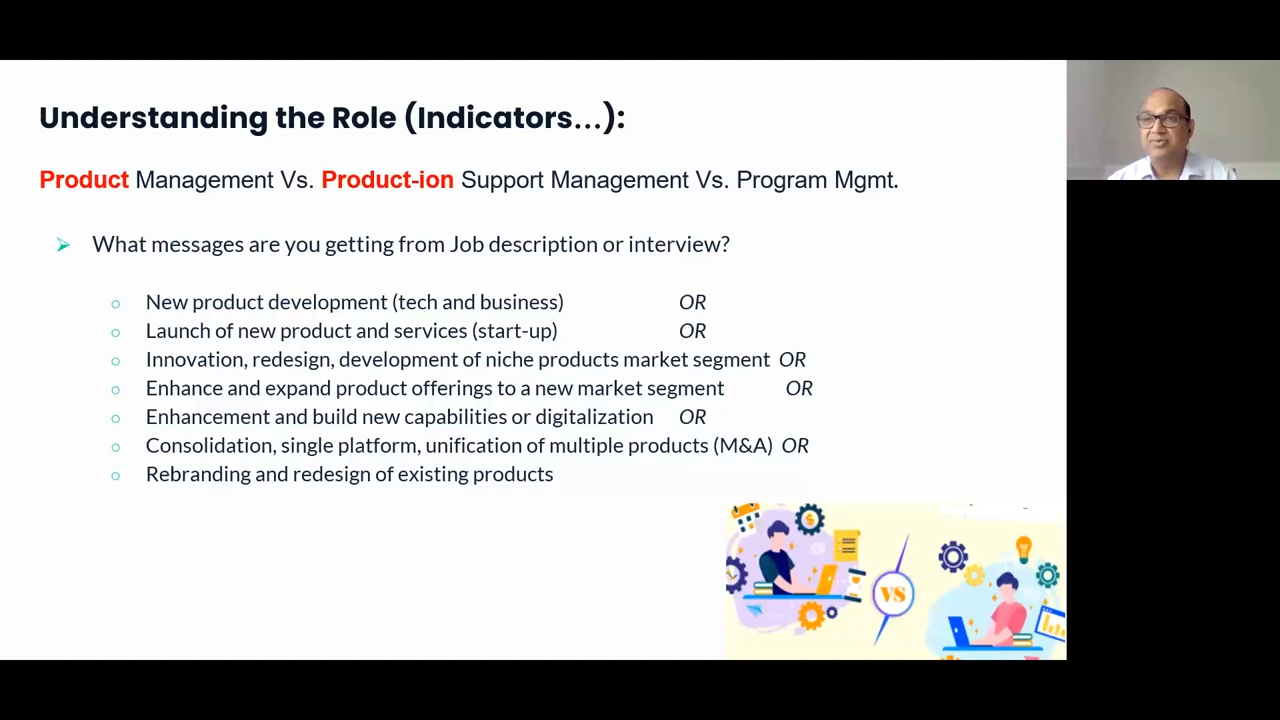 Understanding the Role (Indicators...):
Product Management Vs. Product-ion Support Management Vs. Program Mgmt.
What messages are you getting from Job description or interview?
New product development (tech and business) OR
Launch of new product and services (start-up) OR
Innovation, redesign, development of niche products market segment OR
Enhance and expand product offerings to a new market segment OR
Enhancement and build new capabilities or digitalization OR
Consolidation, single platform, unification of multiple products (M&A) OR
Rebranding and redesign of existing products
VS